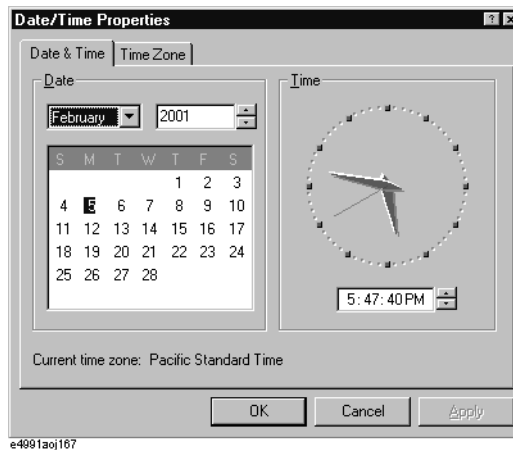 Date/Time Properties
Date & Time
Time Zone
Date
Time
February
2001
S M T W T F S
1 2 3
4 5 6 7 8 9 10
11 12 13 14 15 16 17
18 19 20 21 22 23 24
25 26 27 28
5:47:40 PM
Current time zone: Pacific Standard Time
OK
Cancel
Apply
e4991aoj167